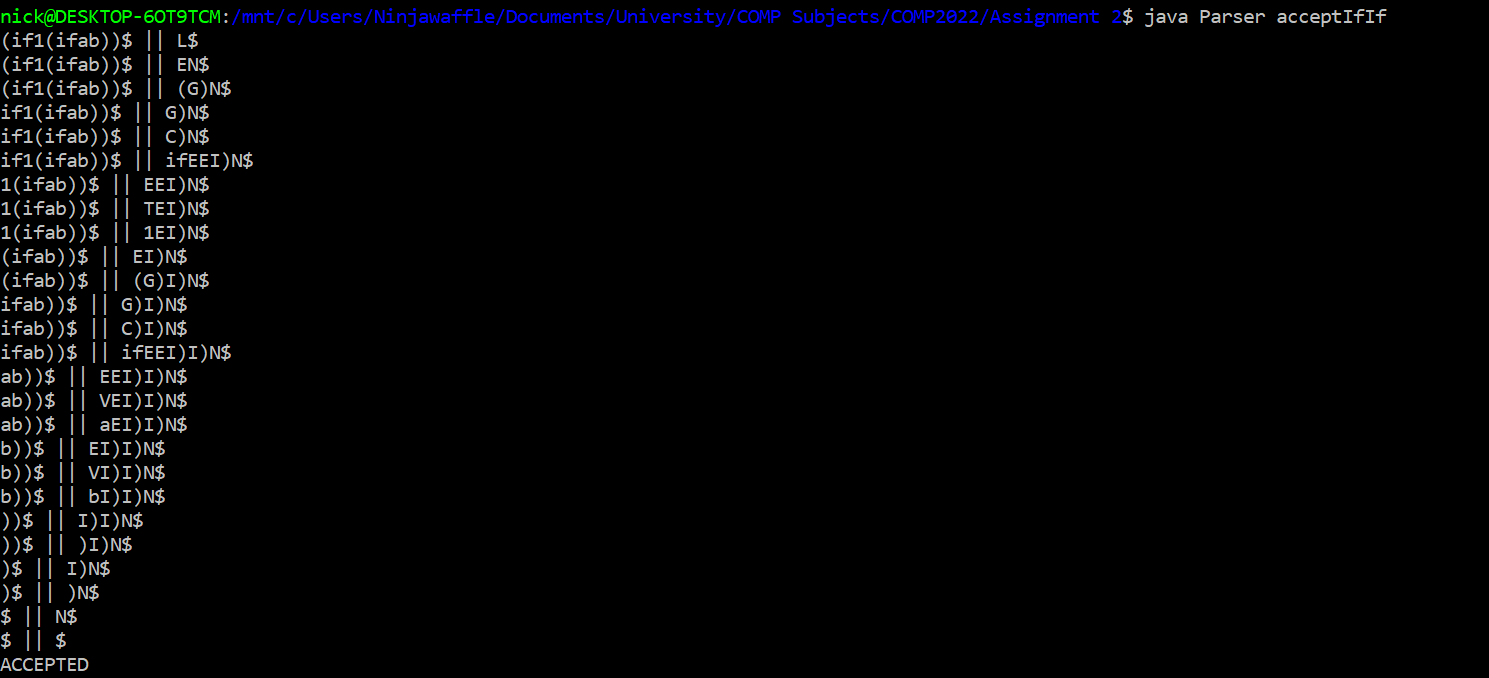 nick@DESKTOP-6OT9TCM:/mnt/c/Users/Ninjawaffle/Documents/University/COMP Subjects/COMP2022/Assignment 2$ java Parser acceptIfIf
(if1(ifab))$ || L$
(if1(ifab))$ || EN$
(if1(ifab))$ || (G)N$
if1(ifab))$ || G)N$
if1(ifab))$ || C)N$
if1(ifab))$ || ifEEI)N$
1(ifab))$ || EEI)N$
1(ifab))$ || TEI)N$
1(ifab))$ || 1EI)N$
(ifab))$ || EI)N$
(ifab))$ || (G)I)N$
ifab))$ || G)I)N$
ifab))$ || C)I)N$
ifab))$ || ifEEI)I)N$
ab))$ || EEI)I)N$
ab))$ || VEI)I)N$
ab))$ || aEI)I)N$
b))$ || EI)I)N$
b))$ || VI)I)N$
b))$ || bI)I)N$
))$ || I)I)N$
))$ || )I)N$
)$ || I)N$
)$ || )N$
$ || N$
$ || $
ACCEPTED